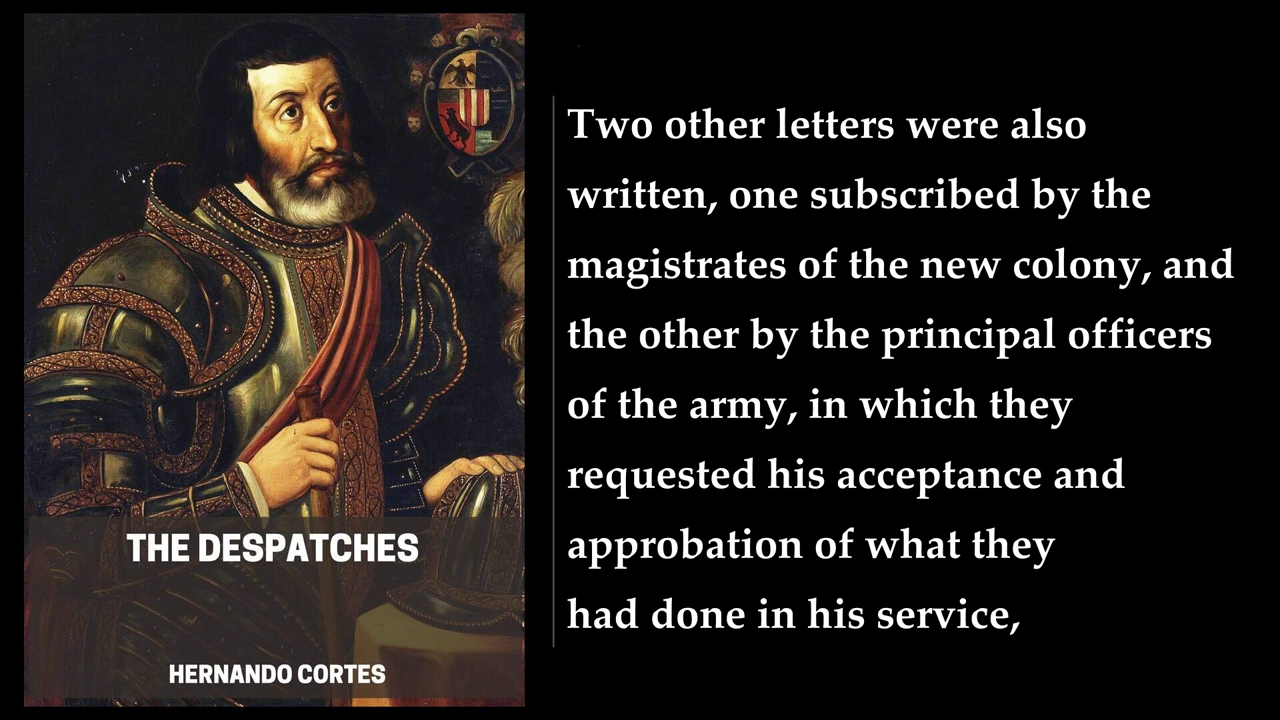 THE DESPATCHES
HERNANDO CORTES
Two other letters were also
written, one subscribed by the
magistrates of the new colony, and
the other by the principal officers
of the army, in which they
requested his acceptance and
approbation of what they
had done in his service,